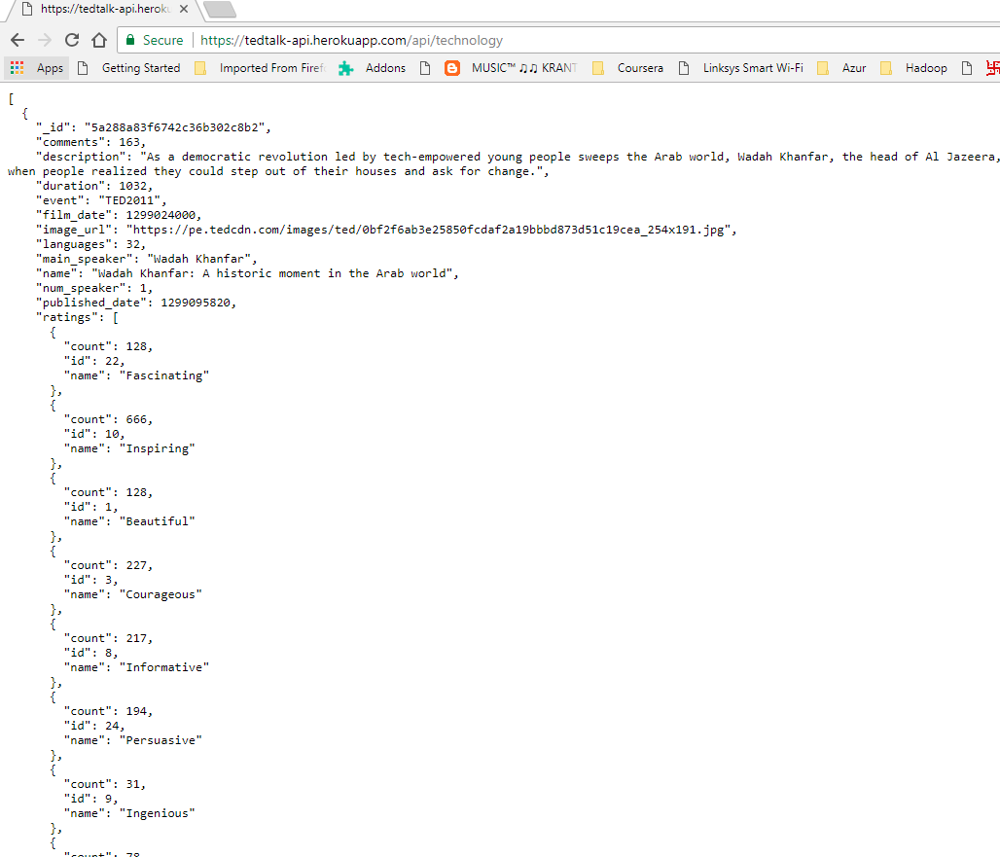 https://tedtalk-api.heroku
Secure https://tedtalk-api.herokuapp.com/api/technology
Apps Getting Started Imported From Firef Addons MUSIC™ ♫♫ KRANT Coursera Linksys Smart Wi-Fi Azur Hadoop
[
{
"_id": "5a288a83f6742c36b302c8b2",
"comments": 163,
"description": "As a democratic revolution led by tech-empowered young people sweeps the Arab world, Wadah Khanfar, the head of Al Jazeera,
when people realized they could step out of their houses and ask for change.",
"duration": 1032,
"event": "TED2011",
"film_date": 1299024000,
"image_url": "https://pe.tedcdn.com/images/ted/0bf2f6ab3e25850fcdaf2a19bbbd873d51c19cea_254x191.jpg",
"languages": 32,
"main_speaker": "Wadah Khanfar",
"name": "Wadah Khanfar: A historic moment in the Arab world",
"num_speaker": 1,
"published_date": 1299095820,
"ratings": [
{
"count": 128,
"id": 22,
"name": "Fascinating"
},
{
"count": 666,
"id": 10,
"name": "Inspiring"
},
{
"count": 128,
"id": 1,
"name": "Beautiful"
},
{
"count": 227,
"id": 3,
"name": "Courageous"
},
{
"count": 217,
"id": 8,
"name": "Informative"
},
{
"count": 194,
"id": 24,
"name": "Persuasive"
},
{
"count": 31,
"id": 9,
"name": "Ingenious"
},
{
"count": 78,